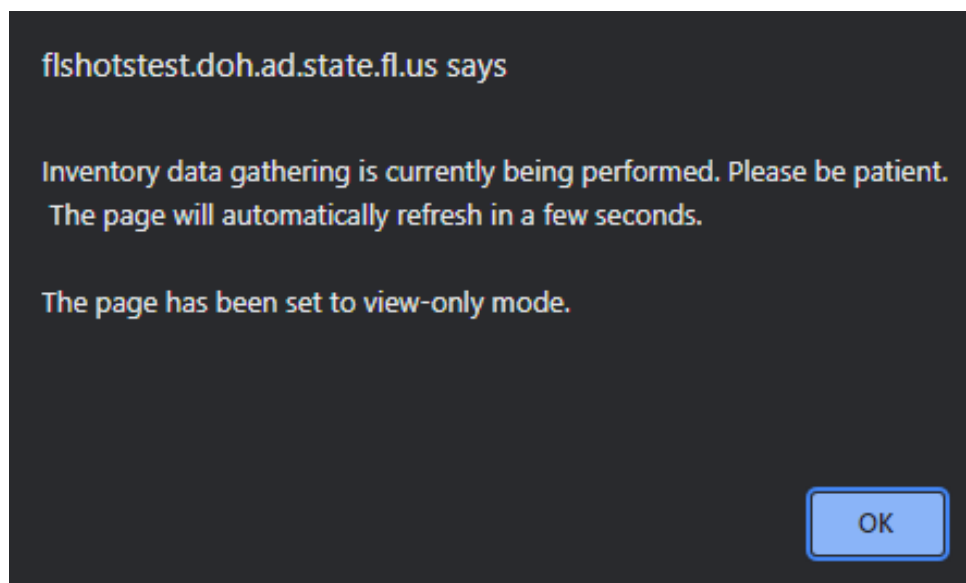 flshotstest.doh.ad.state.fl.us says
Inventory data gathering is currently being performed. Please be patient.
The page will automatically refresh in a few seconds.
The page has been set to view-only mode.
OK